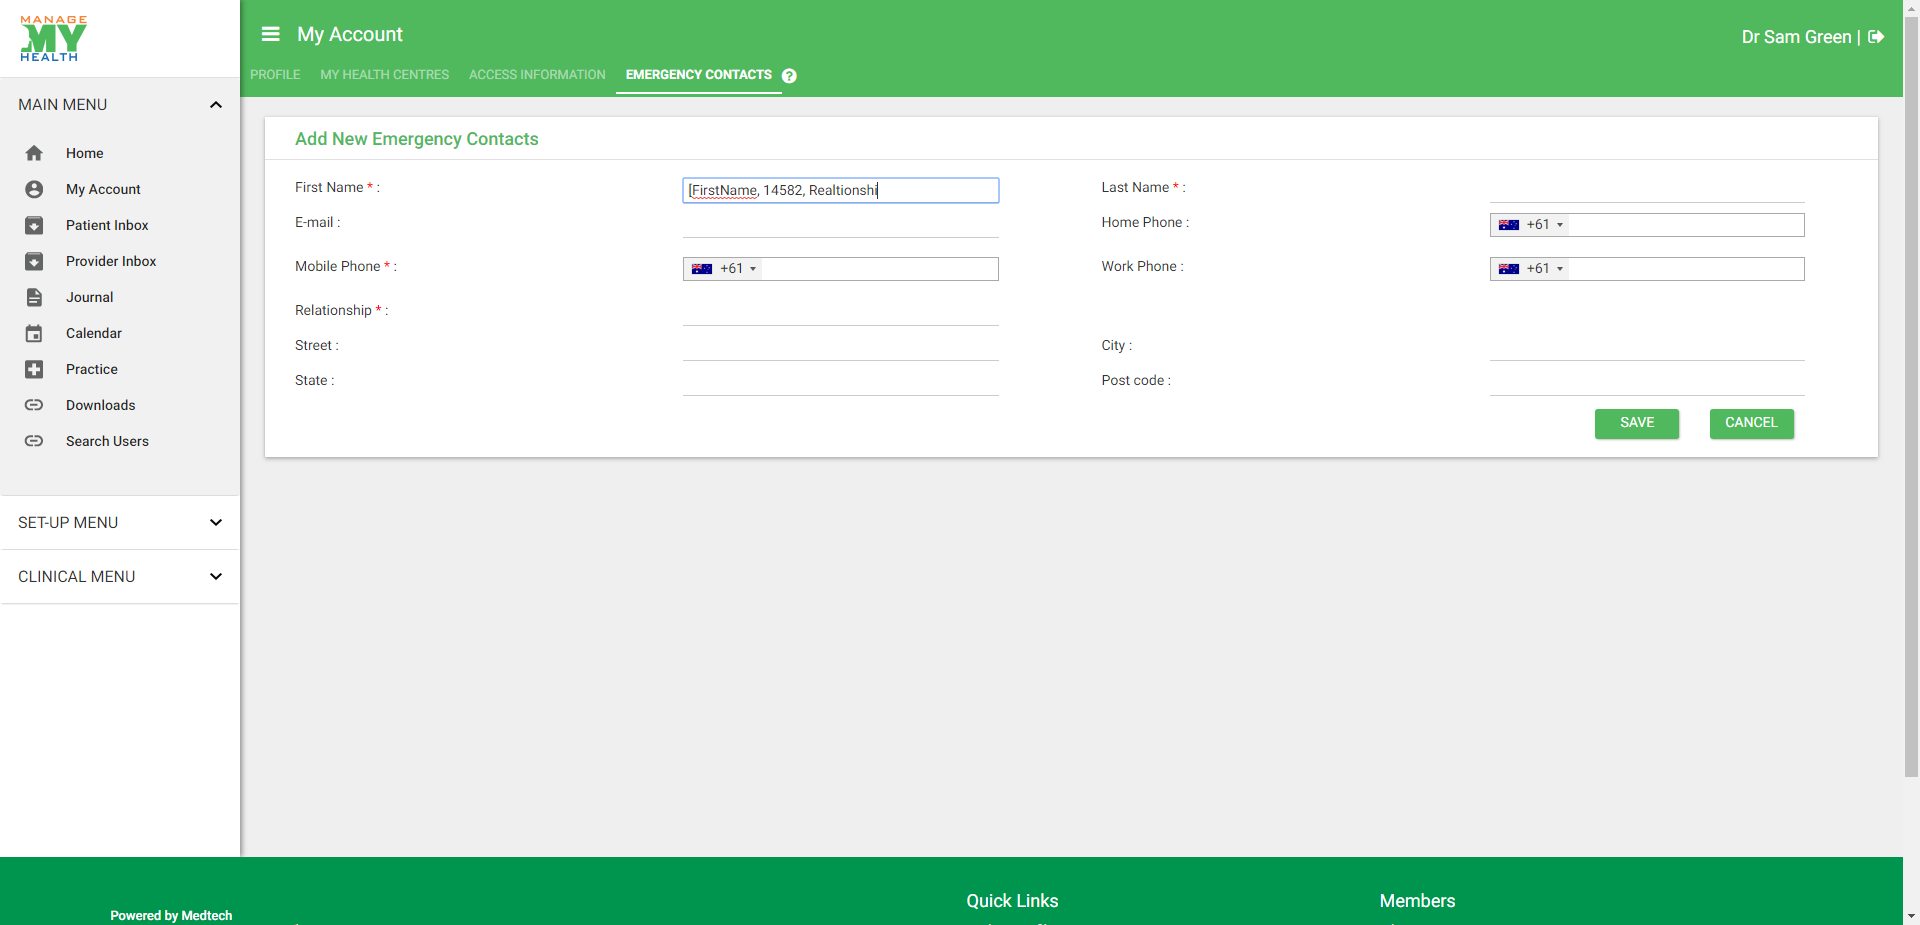 MANAGE
MY
HEALTH
My Account
Dr Sam Green |
PROFILE MY HEALTH CENTRES ACCESS INFORMATION EMERGENCY CONTACTS ?
MAIN MENU
Home
My Account
Patient Inbox
Provider Inbox
Journal
Calendar
Practice
Downloads
Search Users
SET-UP MENU
CLINICAL MENU
Add New Emergency Contacts
First Name * : [FirstName, 14582, Realtionshi Last Name * :
E-mail : Home Phone : +61
Mobile Phone * : +61 Work Phone : +61
Relationship * :
Street : City :
State : Post code :
SAVE CANCEL
Powered by Medtech
Quick Links
Members